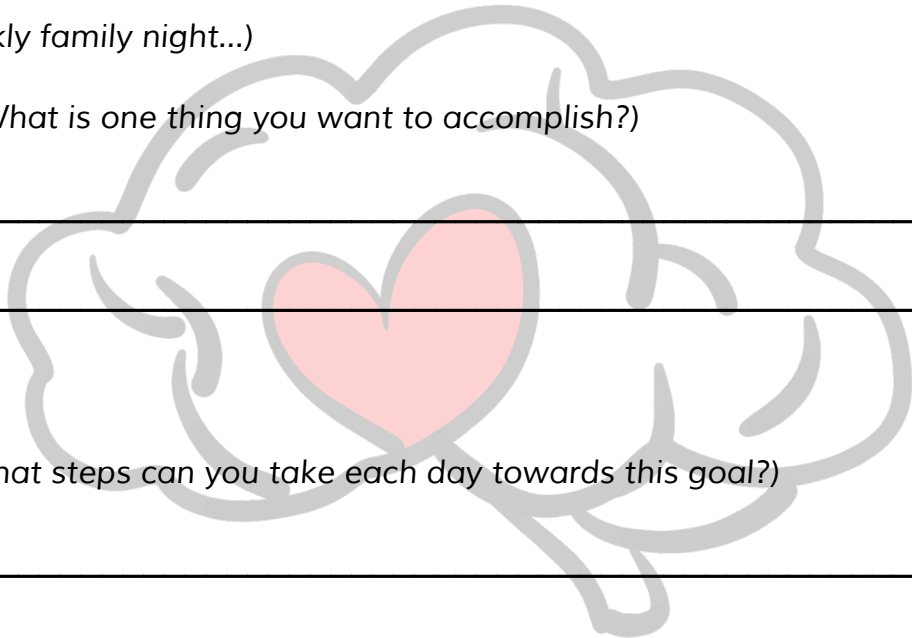 kly family night...)
What is one thing you want to accomplish?)
hat steps can you take each day towards this goal?)